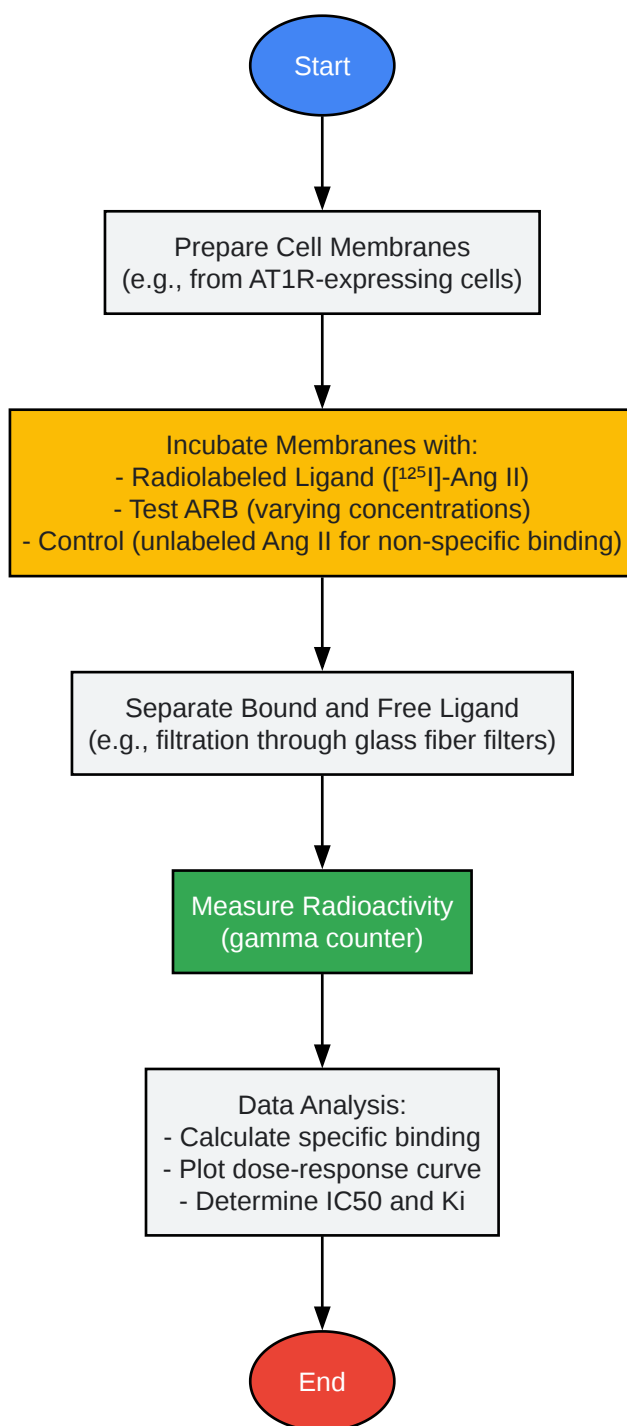 Start
Prepare Cell Membranes
(e.g., from AT1R-expressing cells)
Incubate Membranes with:
- Radiolabeled Ligand ([¹²⁵I]-Ang II)
- Test ARB (varying concentrations)
- Control (unlabeled Ang II for non-specific binding)
Separate Bound and Free Ligand
(e.g., filtration through glass fiber filters)
Measure Radioactivity
(gamma counter)
Data Analysis:
- Calculate specific binding
- Plot dose-response curve
- Determine IC50 and Ki
End